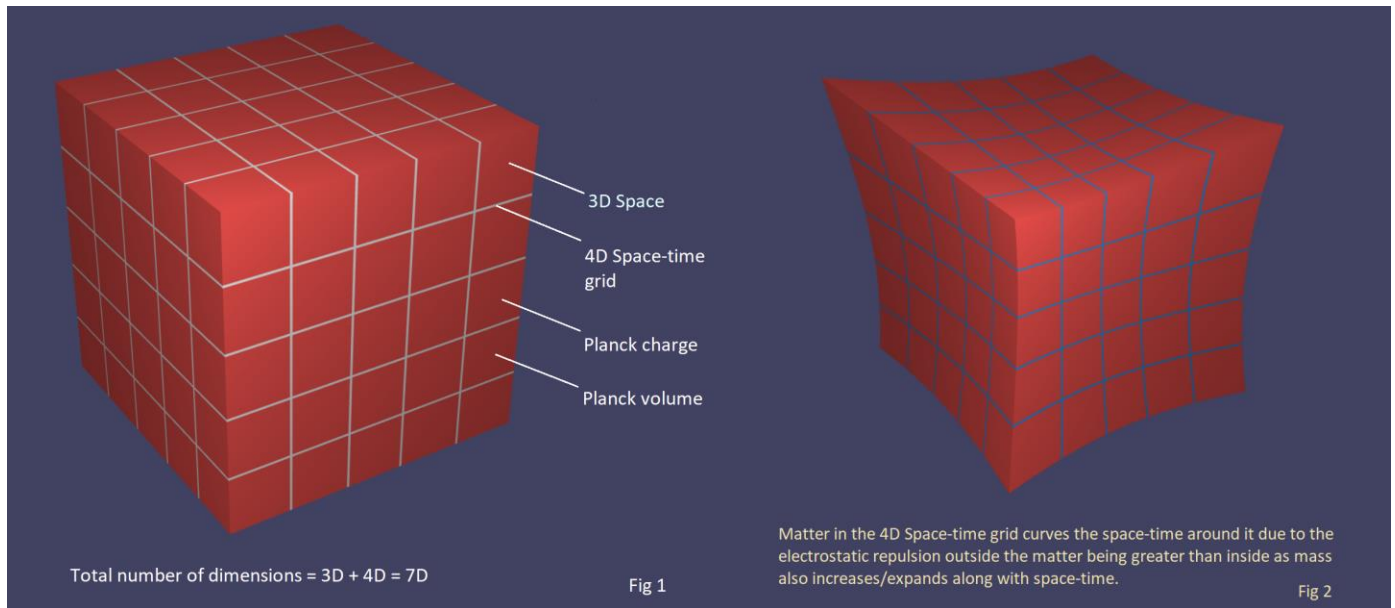 3D Space
4D Space-time
grid
Planck charge
Planck volume
Total number of dimensions = 3D + 4D = 7D
Fig 1
Matter in the 4D Space-time grid curves the space-time around it due to the
electrostatic repulsion outside the matter being greater than inside as mass
also increases/expands along with space-time.
Fig 2